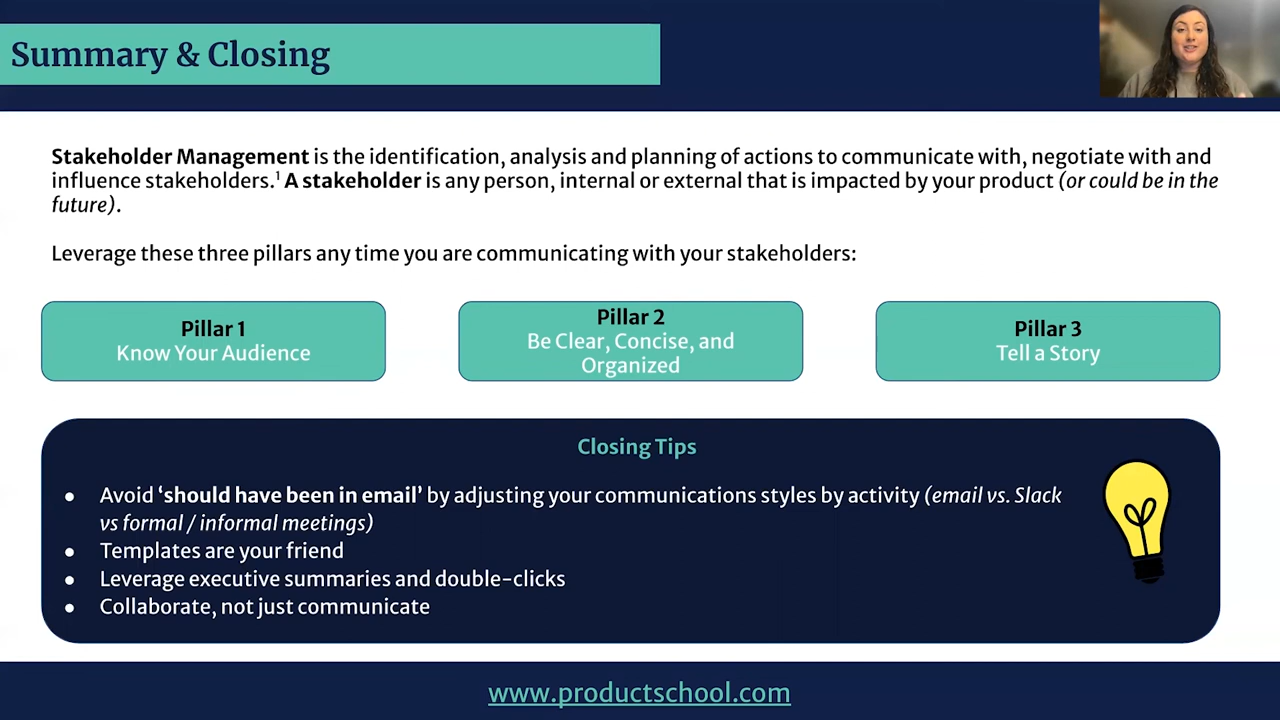 Summary & Closing
Stakeholder Management is the identification, analysis and planning of actions to communicate with, negotiate with and
influence stakeholders.¹ A stakeholder is any person, internal or external that is impacted by your product (or could be in the
future).
Leverage these three pillars any time you are communicating with your stakeholders:
Pillar 1
Know Your Audience
Pillar 2
Be Clear, Concise, and
Organized
Pillar 3
Tell a Story
Closing Tips
● Avoid ‘should have been in email’ by adjusting your communications styles by activity (email vs. Slack
vs formal / informal meetings)
● Templates are your friend
● Leverage executive summaries and double-clicks
● Collaborate, not just communicate
www.productschool.com